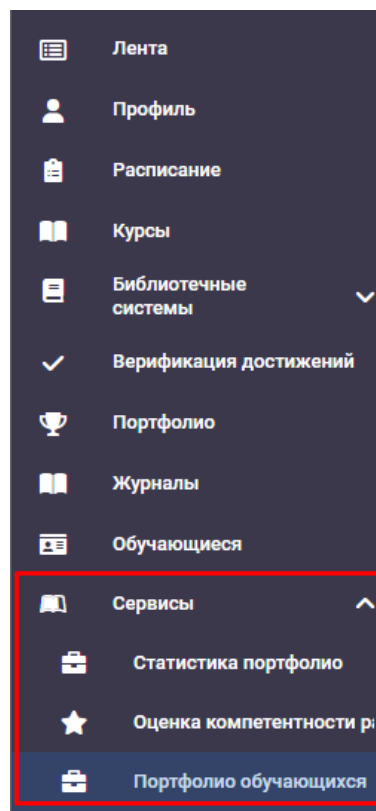 Лента
Профиль
Расписание
Курсы
Библиотечные
системы
Верификация достижений
Портфолио
Журналы
Обучающиеся
Сервисы
Статистика портфолио
Оценка компетентности
Портфолио обучающихся